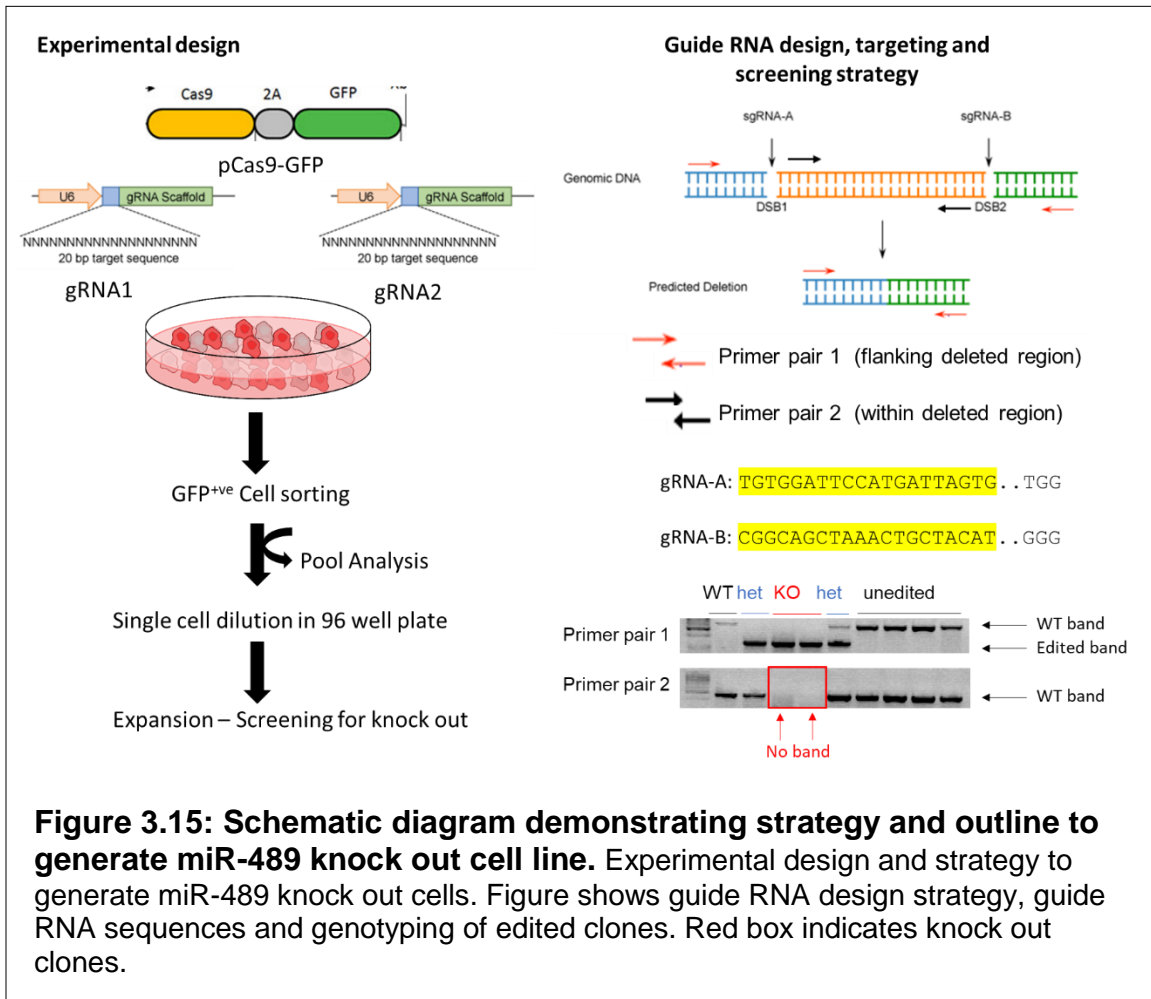 Experimental design
Cas9 2A GFP
pCas9-GFP
U6 gRNA Scaffold U6 gRNA Scaffold
NNNNNNNNNNNNNNNNNNNN NNNNNNNNNNNNNNNNNNNN
20 bp target sequence 20 bp target sequence
gRNA1 gRNA2
GFP+ve Cell sorting
Pool Analysis
Single cell dilution in 96 well plate
Expansion – Screening for knock out
Guide RNA design, targeting and
screening strategy
sgRNA-A sgRNA-B
Genomic DNA
DSB1 DSB2
Predicted Deletion
Primer pair 1 (flanking deleted region)
Primer pair 2 (within deleted region)
gRNA-A: TGTGGATTCCATGATTAGTG..TGG
gRNA-B: CGGCAGCTAAACTGCTACAT..GGG
WT het KO het unedited
Primer pair 1 WT band
Edited band
Primer pair 2 WT band
No band
Figure 3.15: Schematic diagram demonstrating strategy and outline to
generate miR-489 knock out cell line. Experimental design and strategy to
generate miR-489 knock out cells. Figure shows guide RNA design strategy, guide
RNA sequences and genotyping of edited clones. Red box indicates knock out
clones.